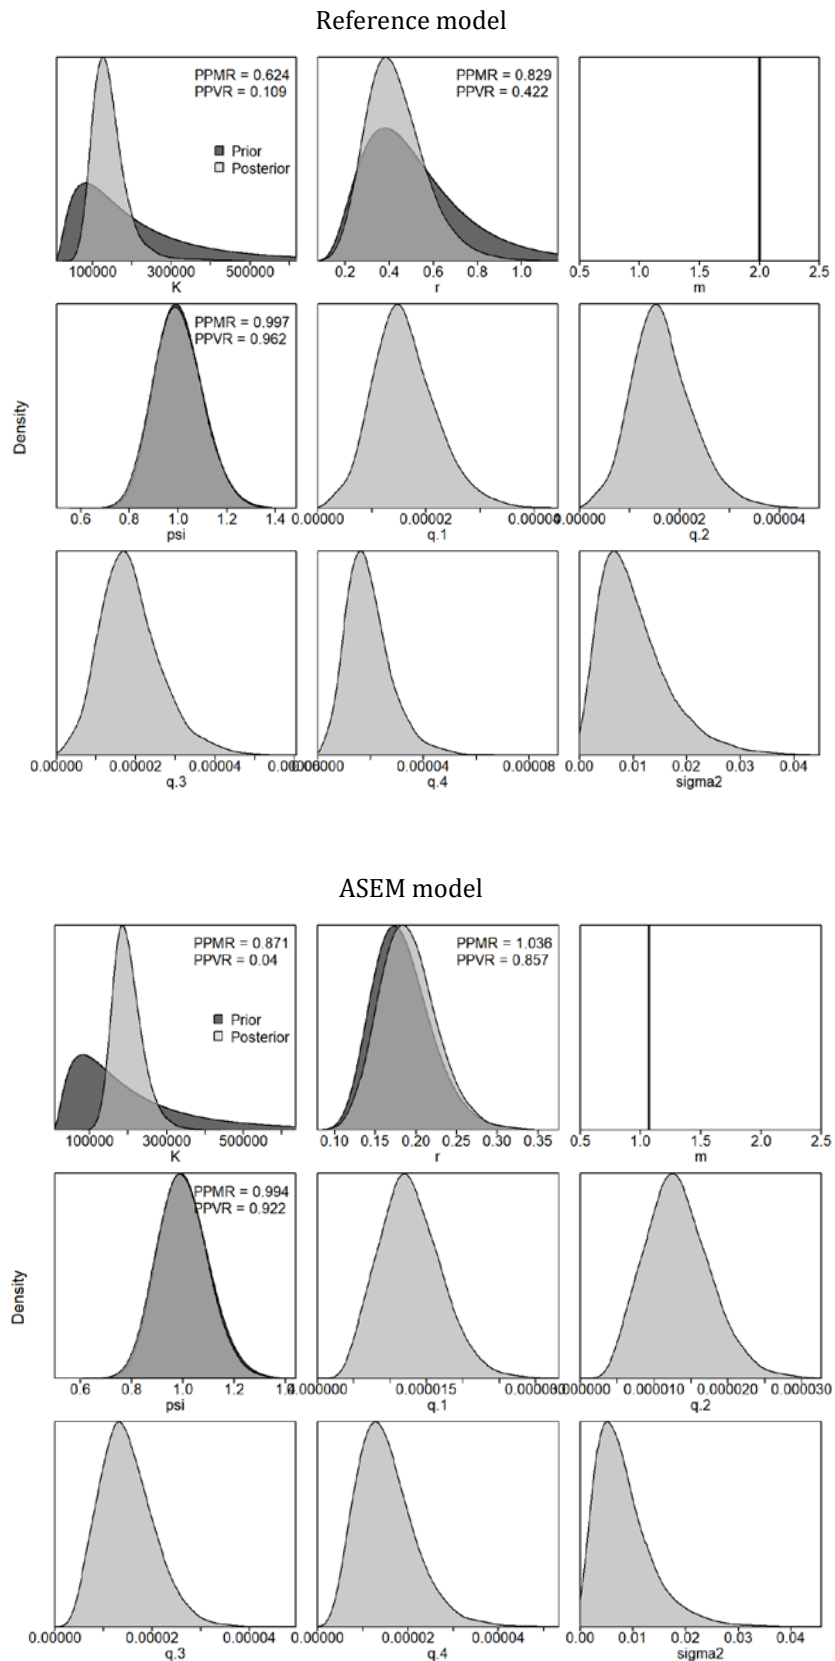 Reference model
PPMR = 0.624
PPVR = 0.109
Prior
Posterior
100000 300000 500000
K
PPMR = 0.829
PPVR = 0.422
0.2 0.4 0.6 0.8 1.0
r
0.5 1.0 1.5 2.0 2.5
m
Density
PPMR = 0.997
PPVR = 0.962
0.6 0.8 1.0 1.2 1.4
psi
0.00000 0.00002 0.00004
q.1
0.00000 0.00002 0.00004
q.2
0.00000 0.00002 0.00004
q.3
0.00004 0.00008
q.4
0.00 0.01 0.02 0.03 0.04
sigma2
ASEM model
PPMR = 0.871
PPVR = 0.04
Prior
Posterior
100000 300000 500000
K
PPMR = 1.036
PPVR = 0.857
0.10 0.15 0.20 0.25 0.30 0.35
r
0.5 1.0 1.5 2.0 2.5
m
Density
PPMR = 0.994
PPVR = 0.922
0.6 0.8 1.0 1.2
psi
0.000015
q.1
0.000010 0.000020 0.000030
q.2
0.00000 0.00002 0.00004
q.3
0.00000 0.00002 0.00004
q.4
0.00 0.01 0.02 0.03 0.04
sigma2